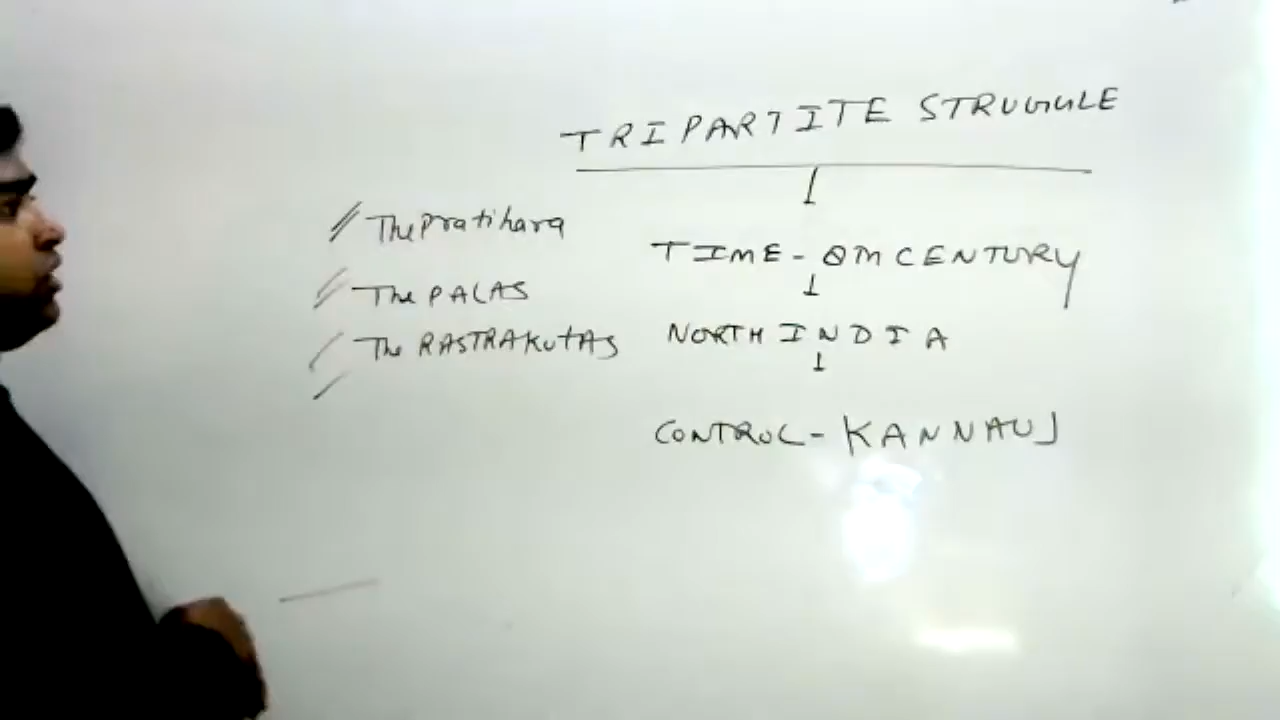 TRIPARTITE STRUGGLE
The Pratihara
The PALAS
The RASTRAKUTAS
TIME - 8TH CENTURY
NORTH INDIA
CONTROL - KANNAUJ